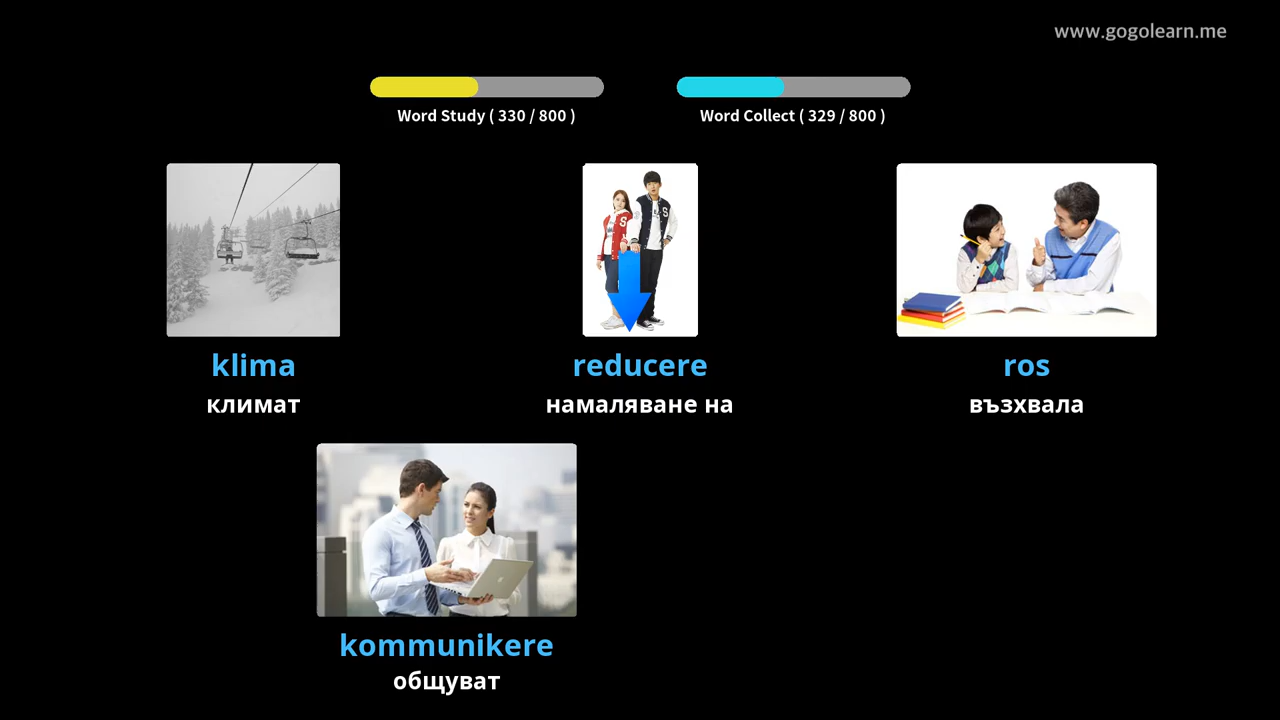 www.gogolearn.me
Word Study ( 330 / 800 )
Word Collect ( 329 / 800 )
klima
климат
reducere
намаляване на
ros
възхвала
kommunikere
общуват